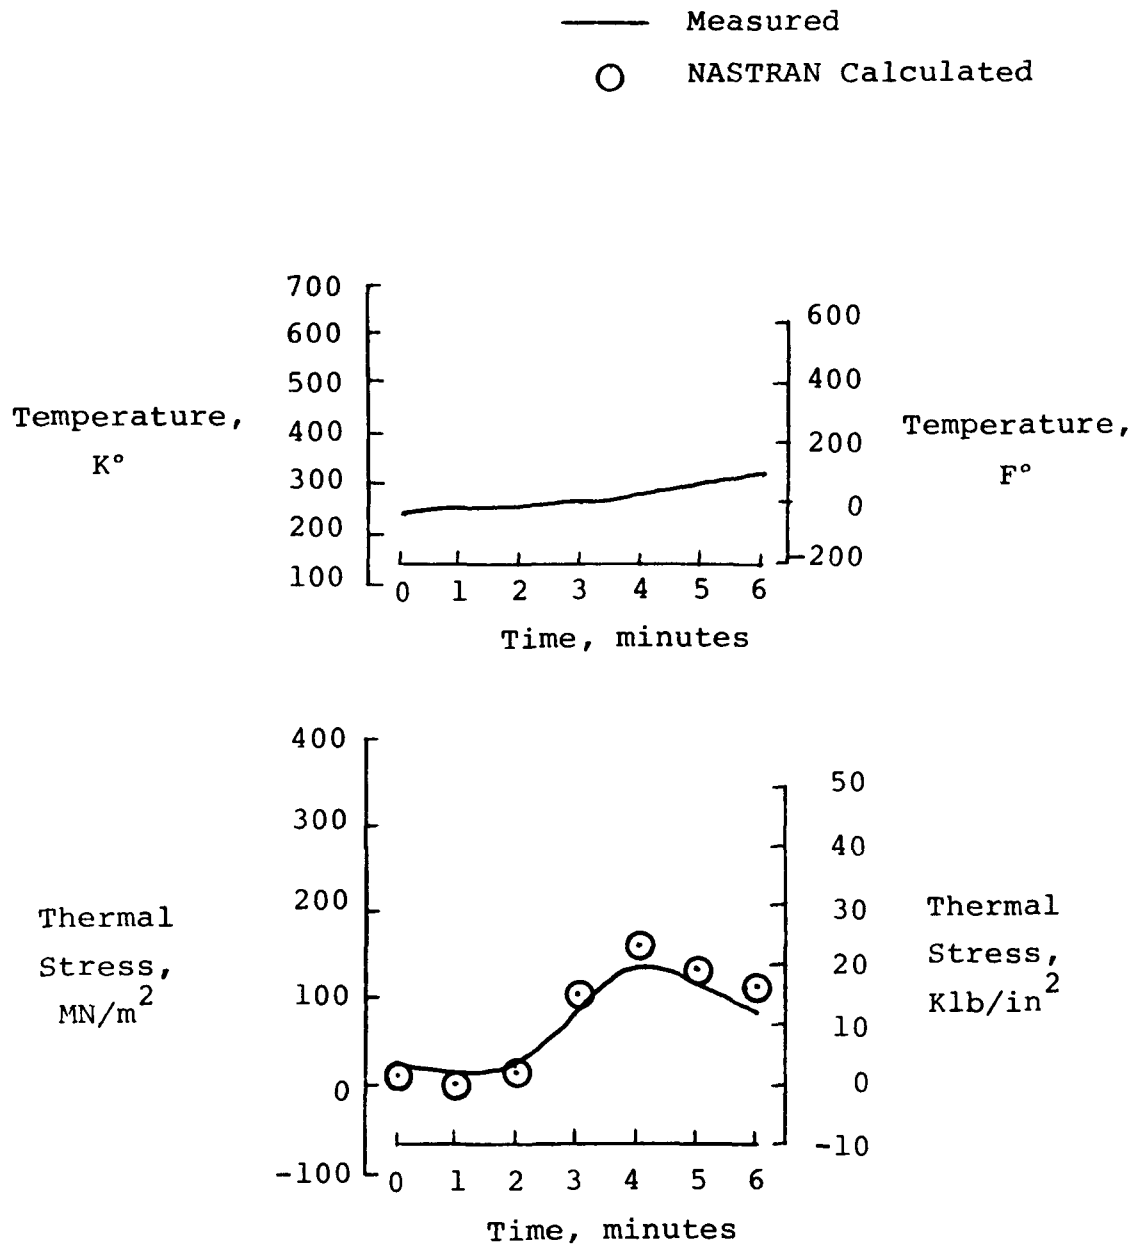 Measured
NASTRAN Calculated
700
600
500
400
300
200
100
Temperature,
K°
600
400
200
0
-200
Temperature,
F°
0 1 2 3 4 5 6
Time, minutes
400
300
200
100
0
-100
Thermal
Stress,
MN/m²
50
40
30
20
10
0
-10
Thermal
Stress,
Klb/in²
0 1 2 3 4 5 6
Time, minutes